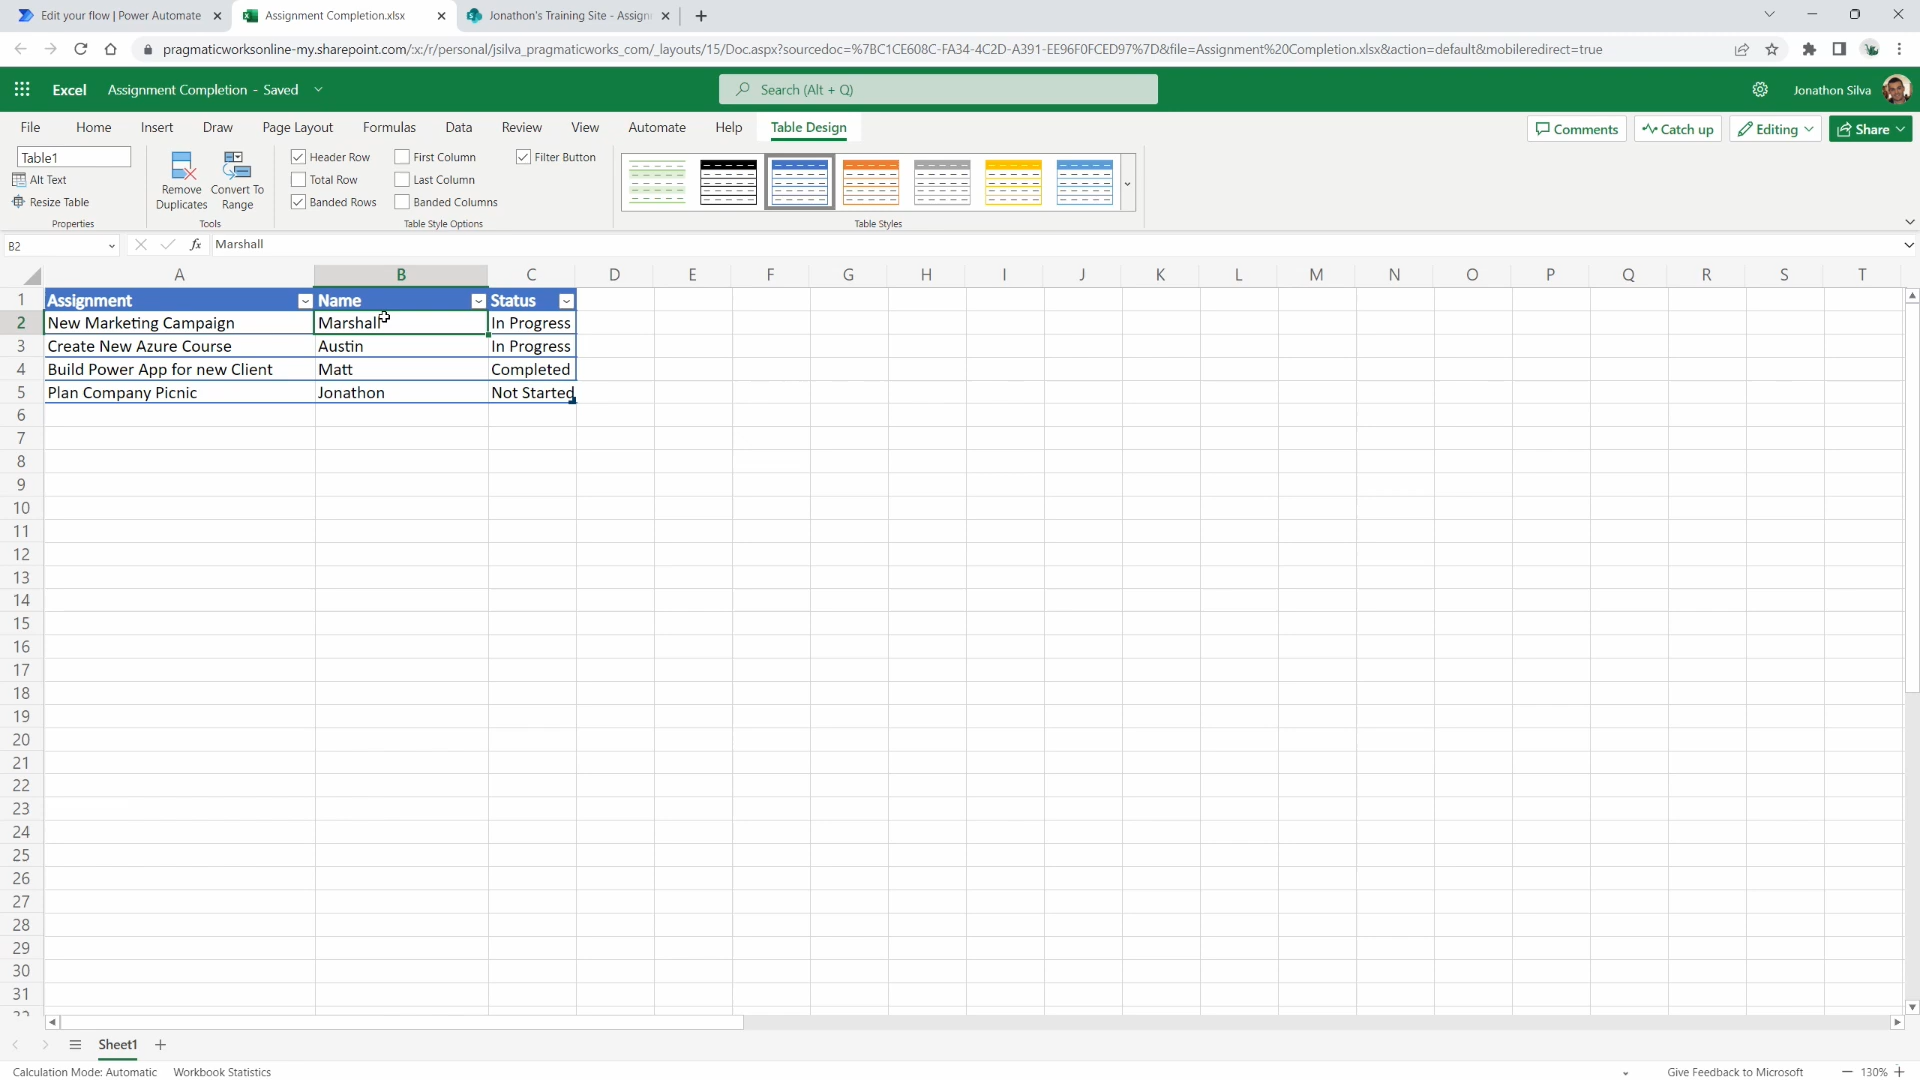 Edit your flow | Power Automate
Assignment Completion.xlsx
Jonathon's Training Site - Assign
pragmaticworksonline-my.sharepoint.com/:x:/r/personal/jsilva_pragmaticworks_com/_layouts/15/Doc.aspx?sourcedoc=%7BC1CE608C-FA34-4C2D-A391-EE96F0FCED97%7D&file=Assignment%20Completion.xlsx&action=default&mobileredirect=true
Excel Assignment Completion - Saved
Search (Alt + Q)
Jonathon Silva
File Home Insert Draw Page Layout Formulas Data Review View Automate Help Table Design
Comments Catch up Editing Share
Table1
Alt Text
Resize Table
Properties
Remove Duplicates
Convert To Range
Tools
Header Row First Column Filter Button
Total Row Last Column
Banded Rows Banded Columns
Table Style Options
Table Styles
B2 fx Marshall
A B C D E F G H I J K L M N O P Q R S T
1 Assignment Name Status
2 New Marketing Campaign Marshall In Progress
3 Create New Azure Course Austin In Progress
4 Build Power App for new Client Matt Completed
5 Plan Company Picnic Jonathon Not Started
6
7
8
9
10
11
12
13
14
15
16
17
18
19
20
21
22
23
24
25
26
27
28
29
30
31
32
Sheet1
Calculation Mode: Automatic Workbook Statistics
Give Feedback to Microsoft 130%